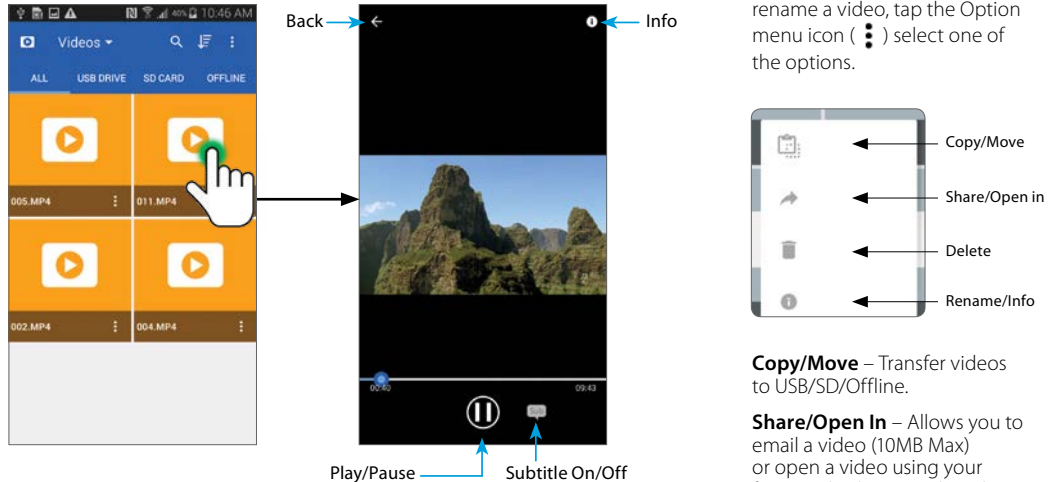 40% 10:46 AM
Videos
ALL USB DRIVE SD CARD OFFLINE
005.MP4
011.MP4
002.MP4
004.MP4
Back
Info
00:40
09:43
Sub
Play/Pause
Subtitle On/Off
rename a video, tap the Option
menu icon ( ) select one of
the options.
Copy/Move
Share/Open in
Delete
Rename/Info
Copy/Move – Transfer videos
to USB/SD/Offline.
Share/Open In – Allows you to
email a video (10MB Max)
or open a video using your